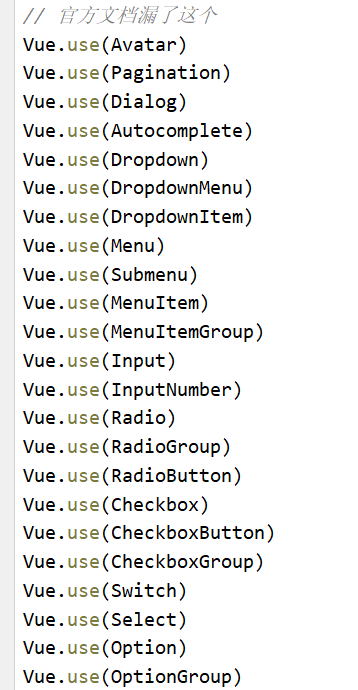 // 官方文档漏了这个
Vue.use(Avatar)
Vue.use(Pagination)
Vue.use(Dialog)
Vue.use(Autocomplete)
Vue.use(Dropdown)
Vue.use(DropdownMenu)
Vue.use(DropdownItem)
Vue.use(Menu)
Vue.use(Submenu)
Vue.use(MenuItem)
Vue.use(MenuItemGroup)
Vue.use(Input)
Vue.use(InputNumber)
Vue.use(Radio)
Vue.use(RadioGroup)
Vue.use(RadioButton)
Vue.use(Checkbox)
Vue.use(CheckboxButton)
Vue.use(CheckboxGroup)
Vue.use(Switch)
Vue.use(Select)
Vue.use(Option)
Vue.use(OptionGroup)